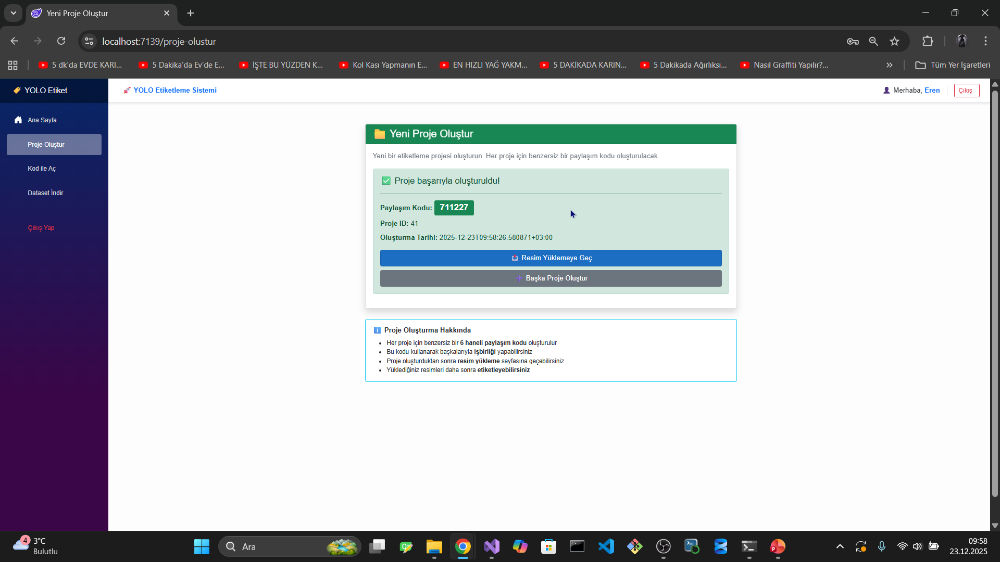 Yeni Proje Oluştur
localhost:7139/proje-olustur
5 dk'da EVDE KARI...
5 Dakika'da Ev'de E...
İŞTE BU YÜZDEN K...
Kol Kası Yapmanın E...
EN HIZLI YAĞ YAKM...
5 DAKİKADA KARIN...
5 Dakikada Ağırlıksı...
Nasıl Graffiti Yapılır?...
Tüm Yer İşaretleri
YOLO Etiket
YOLO Etiketleme Sistemi
Merhaba, Eren
Çıkış
Ana Sayfa
Proje Oluştur
Kod ile Aç
Dataset İndir
Çıkış Yap
Yeni Proje Oluştur
Yeni bir etiketleme projesi oluşturun. Her proje için benzersiz bir paylaşım kodu oluşturulacak.
Proje başarıyla oluşturuldu!
Paylaşım Kodu: 711227
Proje ID: 41
Oluşturma Tarihi: 2025-12-23T09:58:26.580871+03:00
Resim Yüklemeye Geç
Başka Proje Oluştur
Proje Oluşturma Hakkında
Her proje için benzersiz bir 6 haneli paylaşım kodu oluşturulur
Bu kodu kullanarak başkalarıyla işbirliği yapabilirsiniz
Proje oluşturduktan sonra resim yükleme sayfasına geçebilirsiniz
Yüklediğiniz resimleri daha sonra etiketleyebilirsiniz
4
3°C
Bulutlu
Ara
09:58
23.12.2025